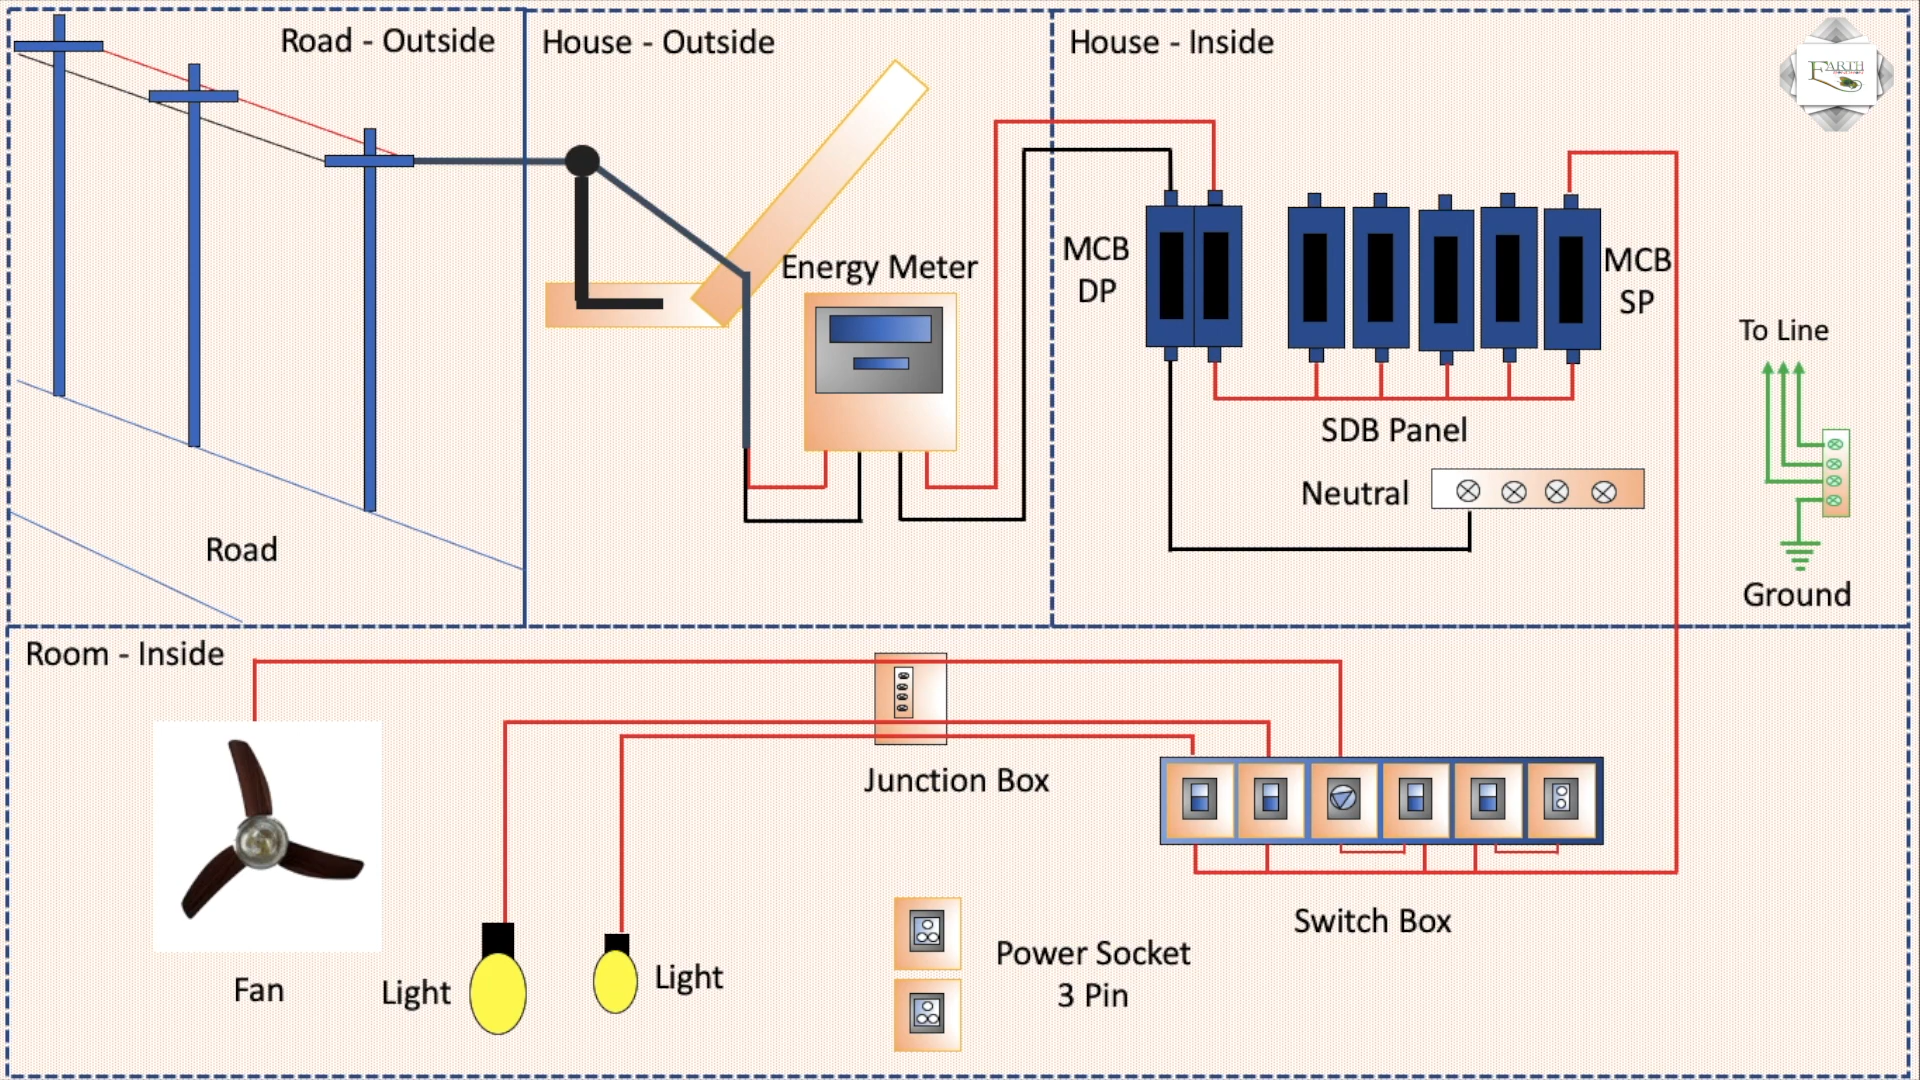 Road - Outside
House - Outside
House - Inside
EARTH
Energy Meter
MCB
DP
MCB
SP
To Line
SDB Panel
Neutral
Road
Ground
Room - Inside
Junction Box
Switch Box
Power Socket
3 Pin
Fan
Light
Light